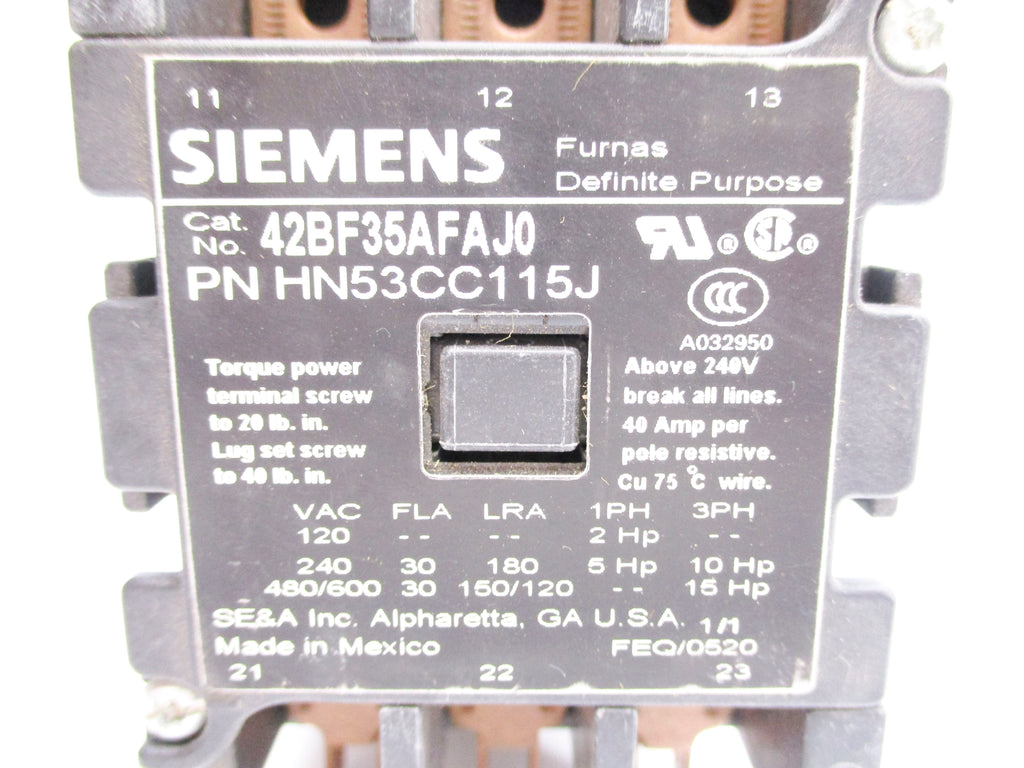 11 12 13
SIEMENS
Furnas
Definite Purpose
Cat.
No. 42BF35AFAJ0
PN HN53CC115J
RU ® SA ®
CCC
A032950
Torque power
terminal screw
to 20 lb. in.
Lug set screw
to 40 lb. in.
Above 240V
break all lines.
40 Amp per
pole resistive.
Cu 75 °C wire.
VAC FLA LRA 1PH 3PH
120 -- -- 2 Hp --
240 30 180 5 Hp 10 Hp
480/600 30 150/120 -- 15 Hp
SE&A Inc. Alpharetta, GA U.S.A. 1/1
Made in Mexico FEQ/0520
21 22 23